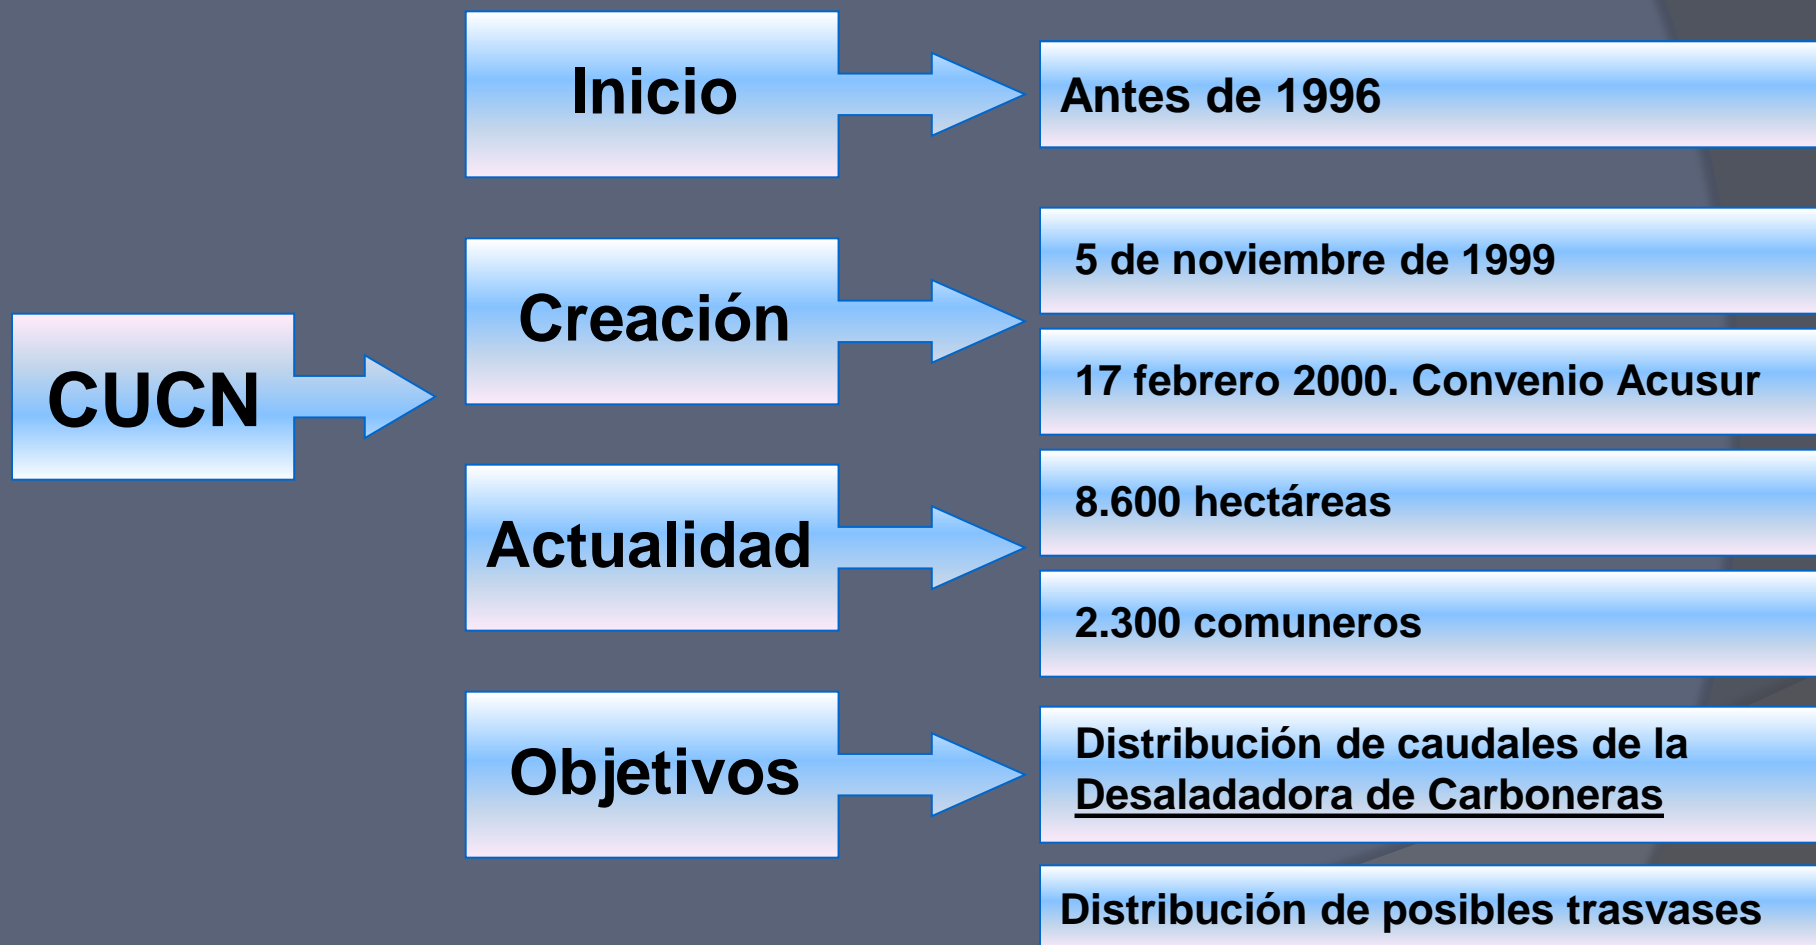 CUCN
Inicio
Antes de 1996
Creación
5 de noviembre de 1999
17 febrero 2000. Convenio Acusur
Actualidad
8.600 hectáreas
2.300 comuneros
Objetivos
Distribución de caudales de la
Desaladadora de Carboneras
Distribución de posibles trasvases